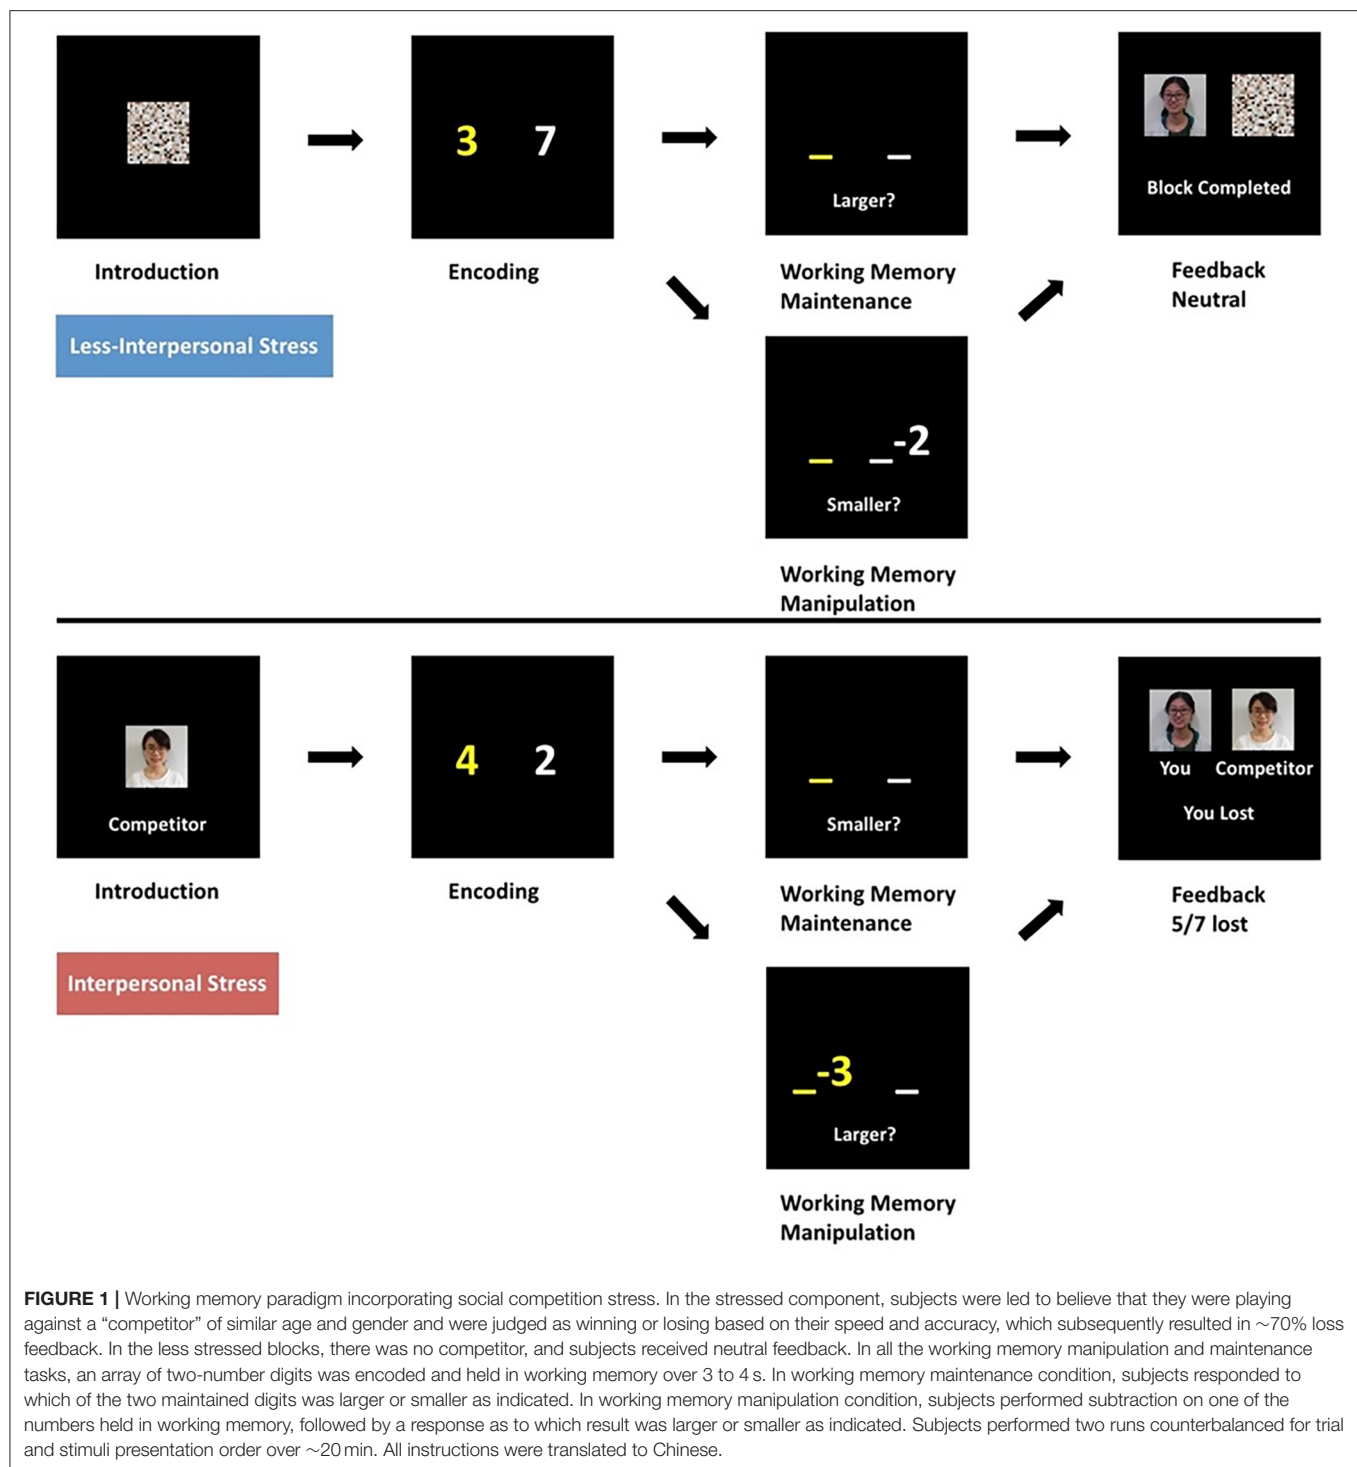 3 7
_ _
Larger?
Block Completed
Introduction
Encoding
Working Memory
Maintenance
Feedback
Neutral
Less-Interpersonal Stress
_ _-2
Smaller?
Working Memory
Manipulation
Competitor
4 2
_ _
Smaller?
You Competitor
You Lost
Introduction
Encoding
Working Memory
Maintenance
Feedback
5/7 lost
Interpersonal Stress
_-3 _
Larger?
Working Memory
Manipulation
FIGURE 1 | Working memory paradigm incorporating social competition stress. In the stressed component, subjects were led to believe that they were playing
against a “competitor” of similar age and gender and were judged as winning or losing based on their speed and accuracy, which subsequently resulted in ∼70% loss
feedback. In the less stressed blocks, there was no competitor, and subjects received neutral feedback. In all the working memory manipulation and maintenance
tasks, an array of two-number digits was encoded and held in working memory over 3 to 4 s. In working memory maintenance condition, subjects responded to
which of the two maintained digits was larger or smaller as indicated. In working memory manipulation condition, subjects performed subtraction on one of the
numbers held in working memory, followed by a response as to which result was larger or smaller as indicated. Subjects performed two runs counterbalanced for trial
and stimuli presentation order over ∼20 min. All instructions were translated to Chinese.